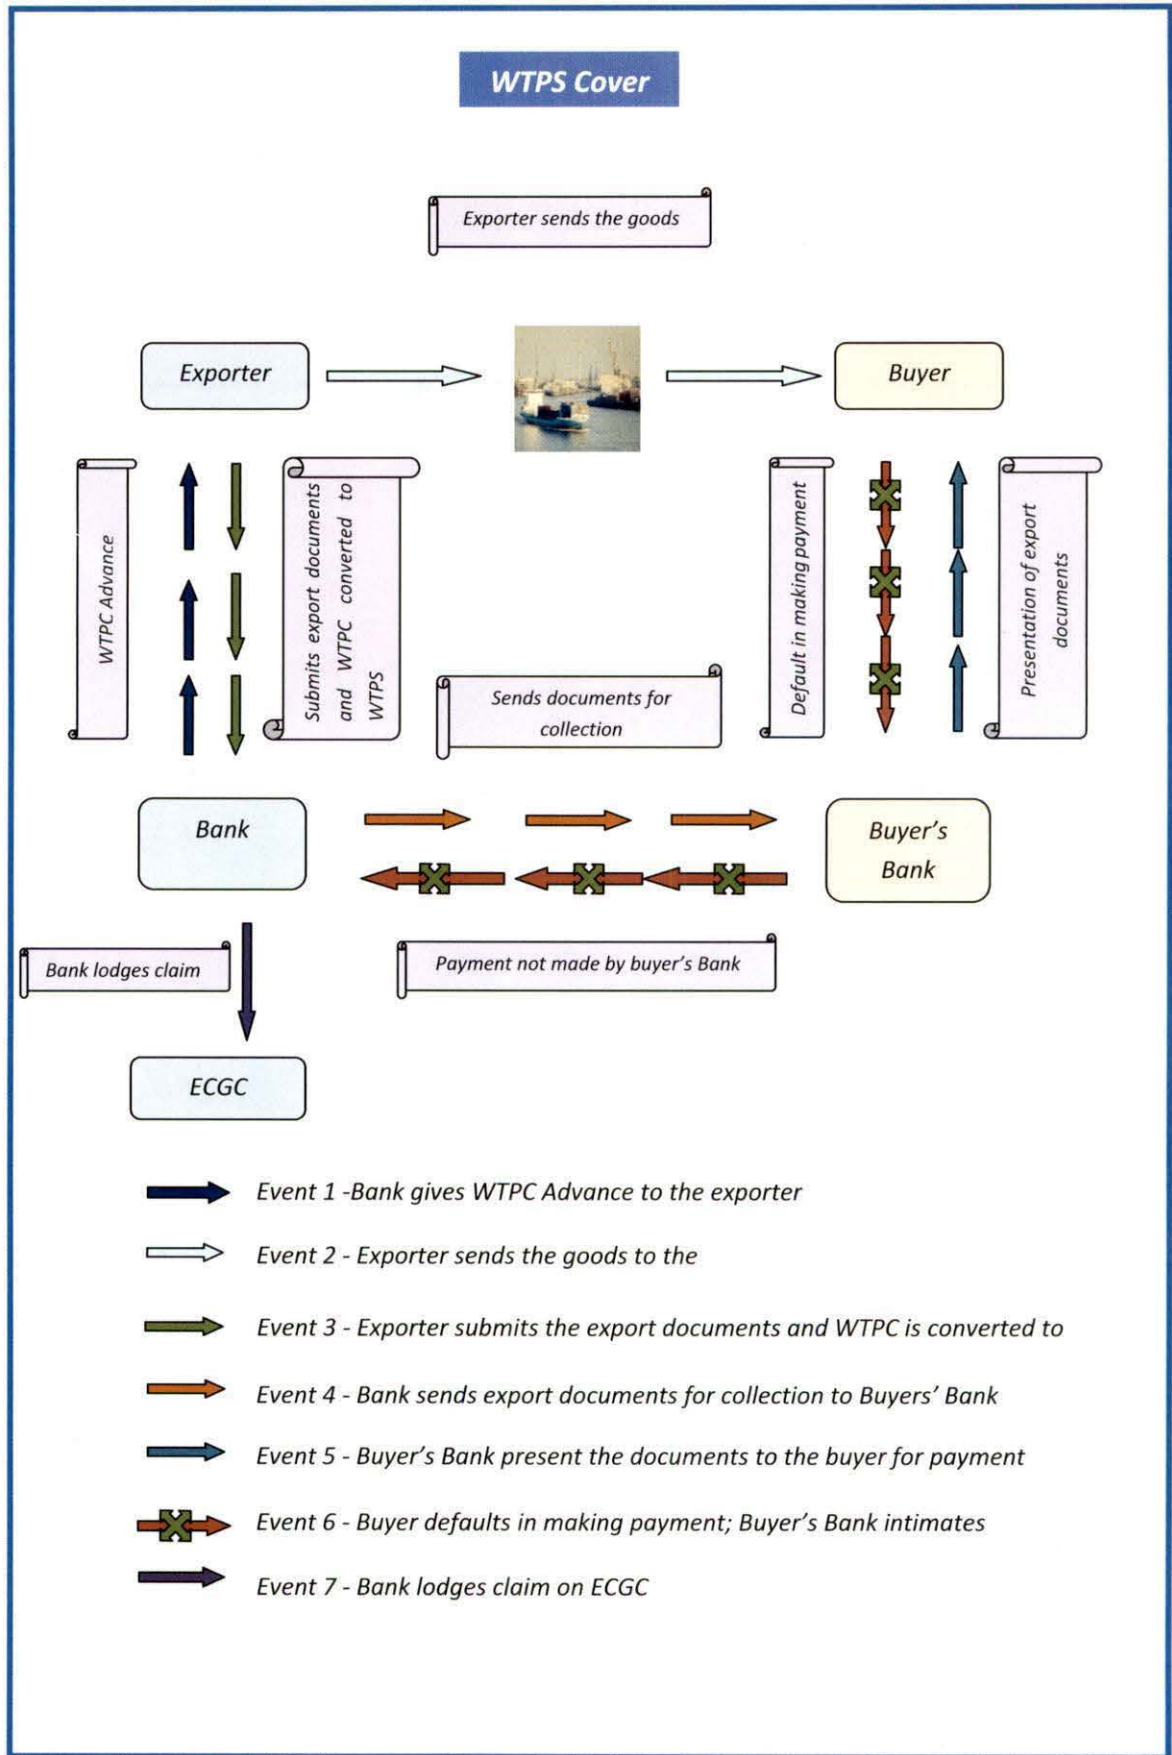 WTPS Cover
Exporter sends the goods
Exporter
Buyer
WTPC Advance
Submits export documents
and WTPC converted to
WTPS
Default in making payment
Presentation of export
documents
Sends documents for
collection
Bank
Buyer's
Bank
Bank lodges claim
Payment not made by buyer's Bank
ECGC
Event 1 -Bank gives WTPC Advance to the exporter
Event 2 - Exporter sends the goods to the
Event 3 - Exporter submits the export documents and WTPC is converted to
Event 4 - Bank sends export documents for collection to Buyers' Bank
Event 5 - Buyer's Bank present the documents to the buyer for payment
Event 6 - Buyer defaults in making payment; Buyer's Bank intimates
Event 7 - Bank lodges claim on ECGC